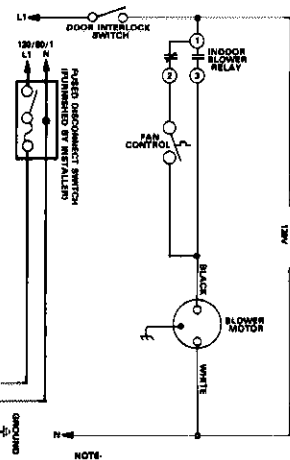 L1
DOOR INTERLOCK
SWITCH
120/60/1
L1 N
FUSED DISCONNECT SWITCH
(FURNISHED BY INSTALLER)
1
INDOOR
BLOWER
RELAY
2
3
FAN
CONTROL
120V
BLACK
BLOWER
MOTOR
WHITE
GROUND
N
NOTE-